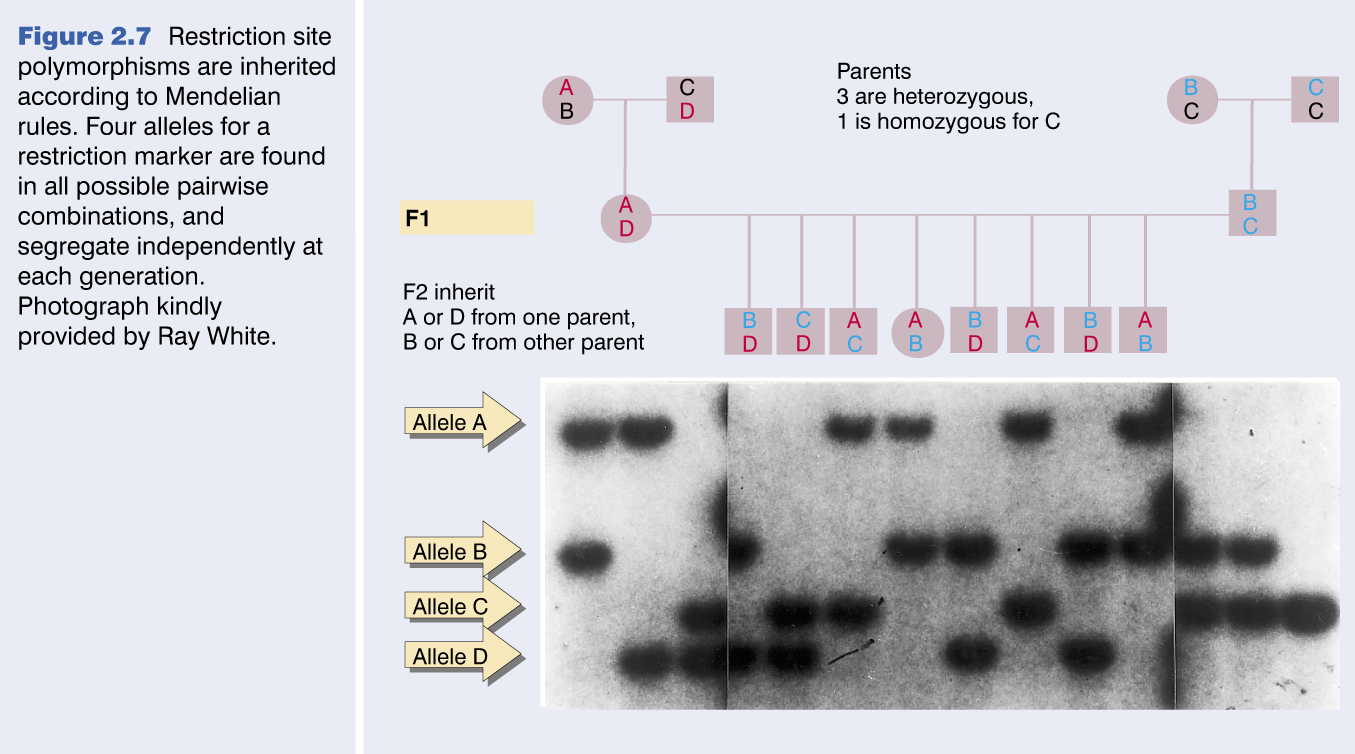 Figure 2.7 Restriction site
polymorphisms are inherited
according to Mendelian
rules. Four alleles for a
restriction marker are found
in all possible pairwise
combinations, and
segregate independently at
each generation.
Photograph kindly
provided by Ray White.
A
B
C
D
Parents
3 are heterozygous,
1 is homozygous for C
B
C
C
C
F1
A
D
B
C
F2 inherit
A or D from one parent,
B or C from other parent
B C A A B A B A
D D C B D C D B
Allele A
Allele B
Allele C
Allele D